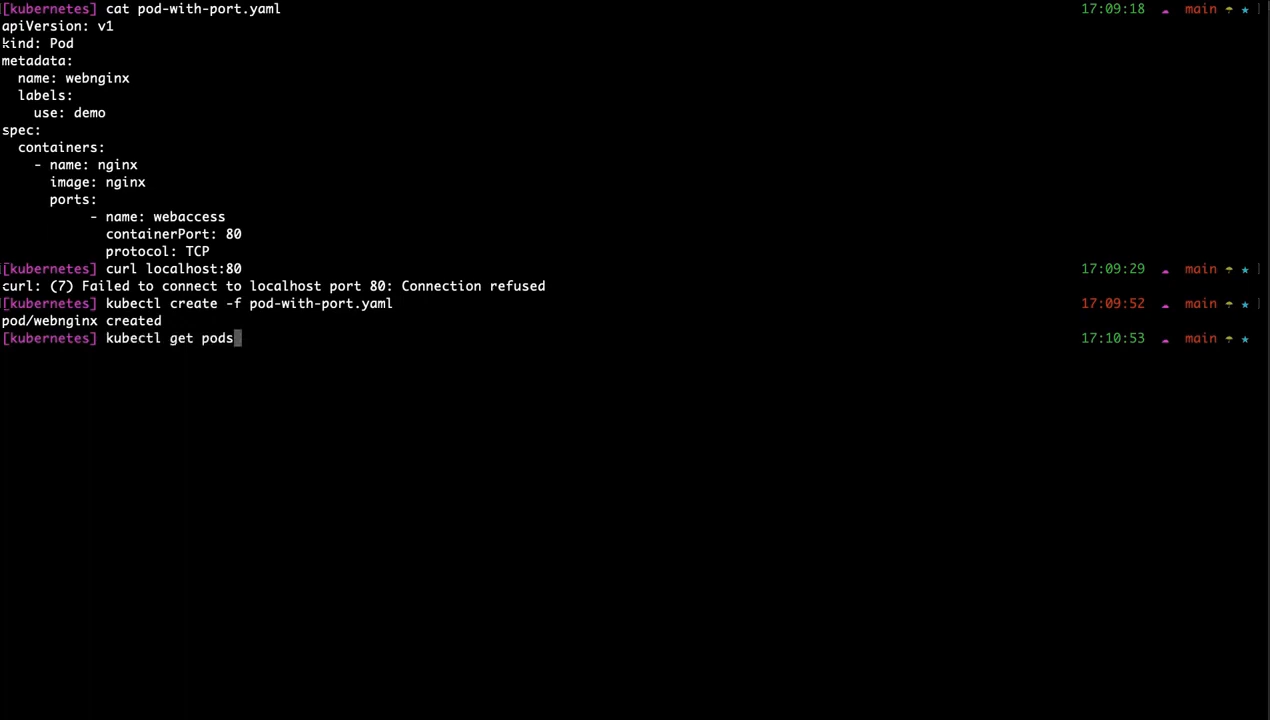 [kubernetes] cat pod-with-port.yaml 17:09:18 main
apiVersion: v1
kind: Pod
metadata:
  name: webnginx
  labels:
    use: demo
spec:
  containers:
    - name: nginx
      image: nginx
      ports:
           - name: webaccess
             containerPort: 80
             protocol: TCP
[kubernetes] curl localhost:80 17:09:29 main
curl: (7) Failed to connect to localhost port 80: Connection refused
[kubernetes] kubectl create -f pod-with-port.yaml 17:09:52 main
pod/webnginx created
[kubernetes] kubectl get pods 17:10:53 main